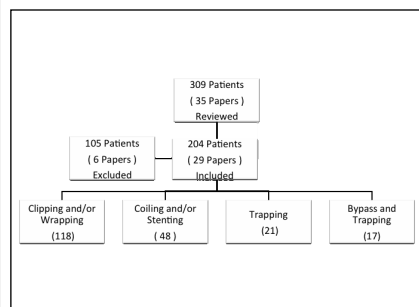 309 Patients
( 35 Papers )
Reviewed
105 Patients
( 6 Papers )
Excluded
204 Patients
( 29 Papers )
Included
Clipping and/or
Wrapping
(118)
Coiling and/or
Stenting
( 48 )
Trapping
(21)
Bypass and
Trapping
(17)